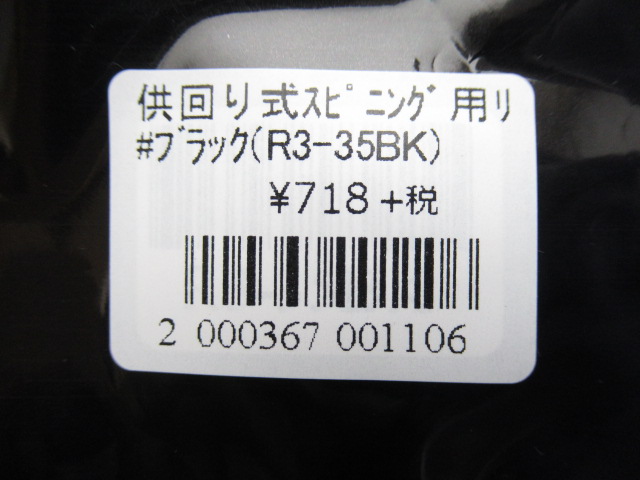 供回り式ｽﾋﾟﾆﾝｸﾞ用ﾘ
#ﾌﾞﾗｯｸ(R3-35BK)
¥718+税
2 000367 001106